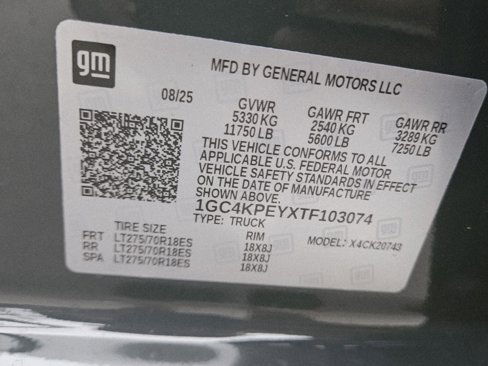 gm
MFD BY GENERAL MOTORS LLC
08/25
GVWR GAWR FRT GAWR RR
5330 KG 2540 KG 3289 KG
11750 LB 5600 LB 7250 LB
THIS VEHICLE CONFORMS TO ALL
APPLICABLE U.S. FEDERAL MOTOR
VEHICLE SAFETY STANDARDS IN EFFECT
ON THE DATE OF MANUFACTURE
SHOWN ABOVE.
1GC4KPEYXTF103074
TYPE: TRUCK
TIRE SIZE RIM MODEL: X4CK20743
FRT LT275/70R18ES 18X8J
RR LT275/70R18ES 18X8J
SPA LT275/70R18ES 18X8J